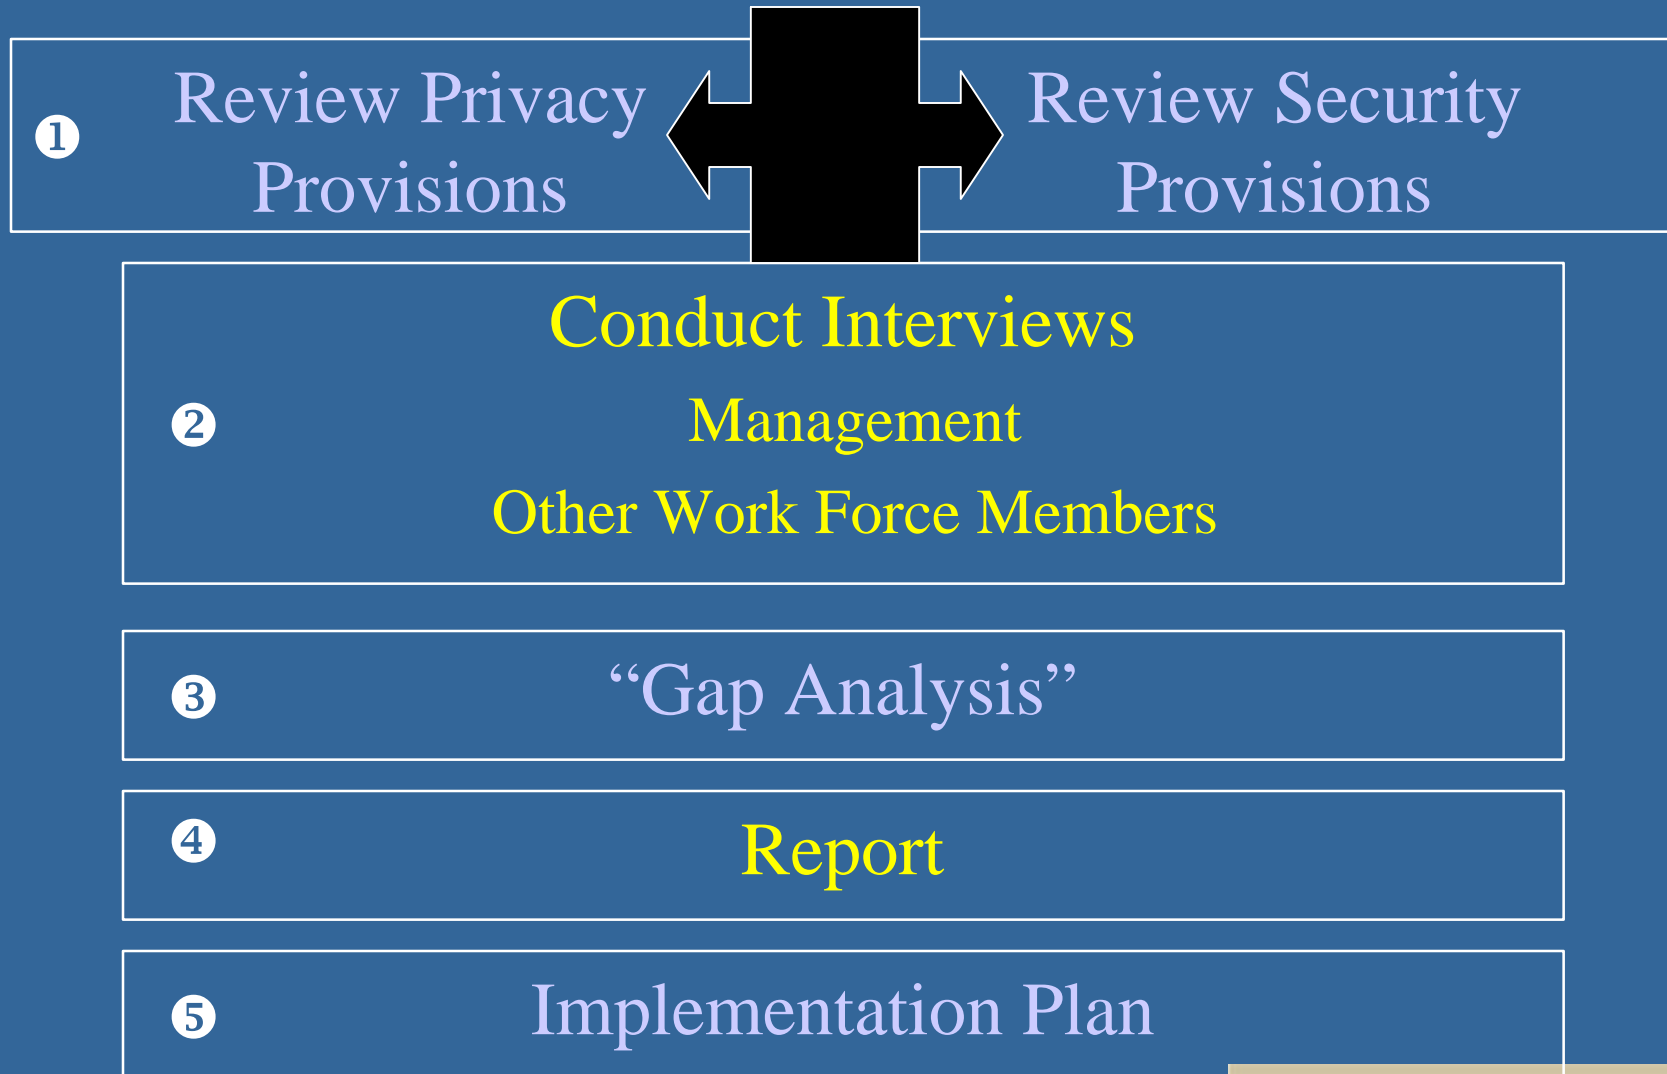 ❶
Review Privacy
Provisions
Review Security
Provisions
❷
Conduct Interviews
Management
Other Work Force Members
❸
“Gap Analysis”
❹
Report
❺
Implementation Plan